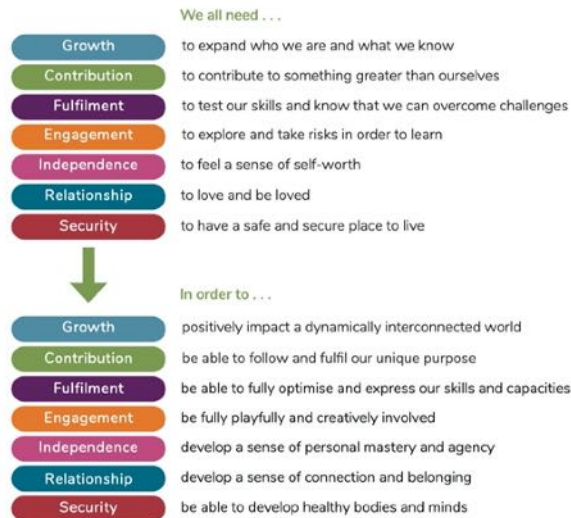 We all need . . .
Growth to expand who we are and what we know
Contribution to contribute to something greater than ourselves
Fulfilment to test our skills and know that we can overcome challenges
Engagement to explore and take risks in order to learn
Independence to feel a sense of self-worth
Relationship to love and be loved
Security to have a safe and secure place to live
In order to . . .
Growth positively impact a dynamically interconnected world
Contribution be able to follow and fulfil our unique purpose
Fulfilment be able to fully optimise and express our skills and capacities
Engagement be fully playfully and creatively involved
Independence develop a sense of personal mastery and agency
Relationship develop a sense of connection and belonging
Security be able to develop healthy bodies and minds